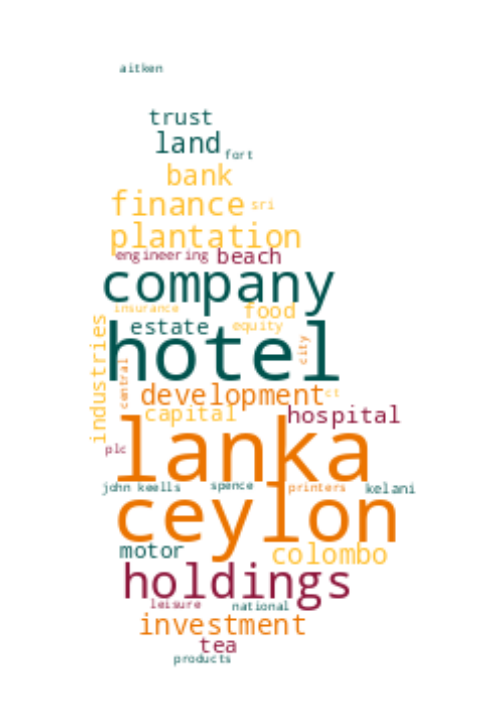 aitken
trust
land
fort
bank
finance sri
plantation
engineering beach
company
insurance food
estate equity
hotel
industries
central
city
development ct
capital hospital
lanka
plc
john keells spence printers kelani
ceylon
motor colombo
holdings
leisure national
investment
tea
products